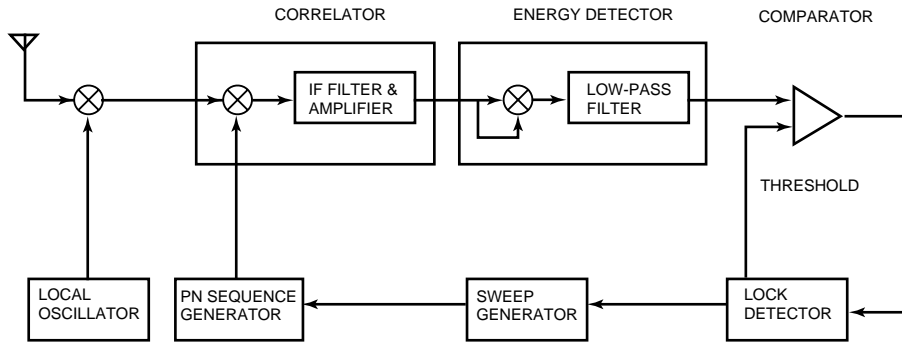 CORRELATOR
ENERGY DETECTOR
COMPARATOR
IF FILTER &
AMPLIFIER
LOW-PASS
FILTER
THRESHOLD
LOCAL
OSCILLATOR
PN SEQUENCE
GENERATOR
SWEEP
GENERATOR
LOCK
DETECTOR